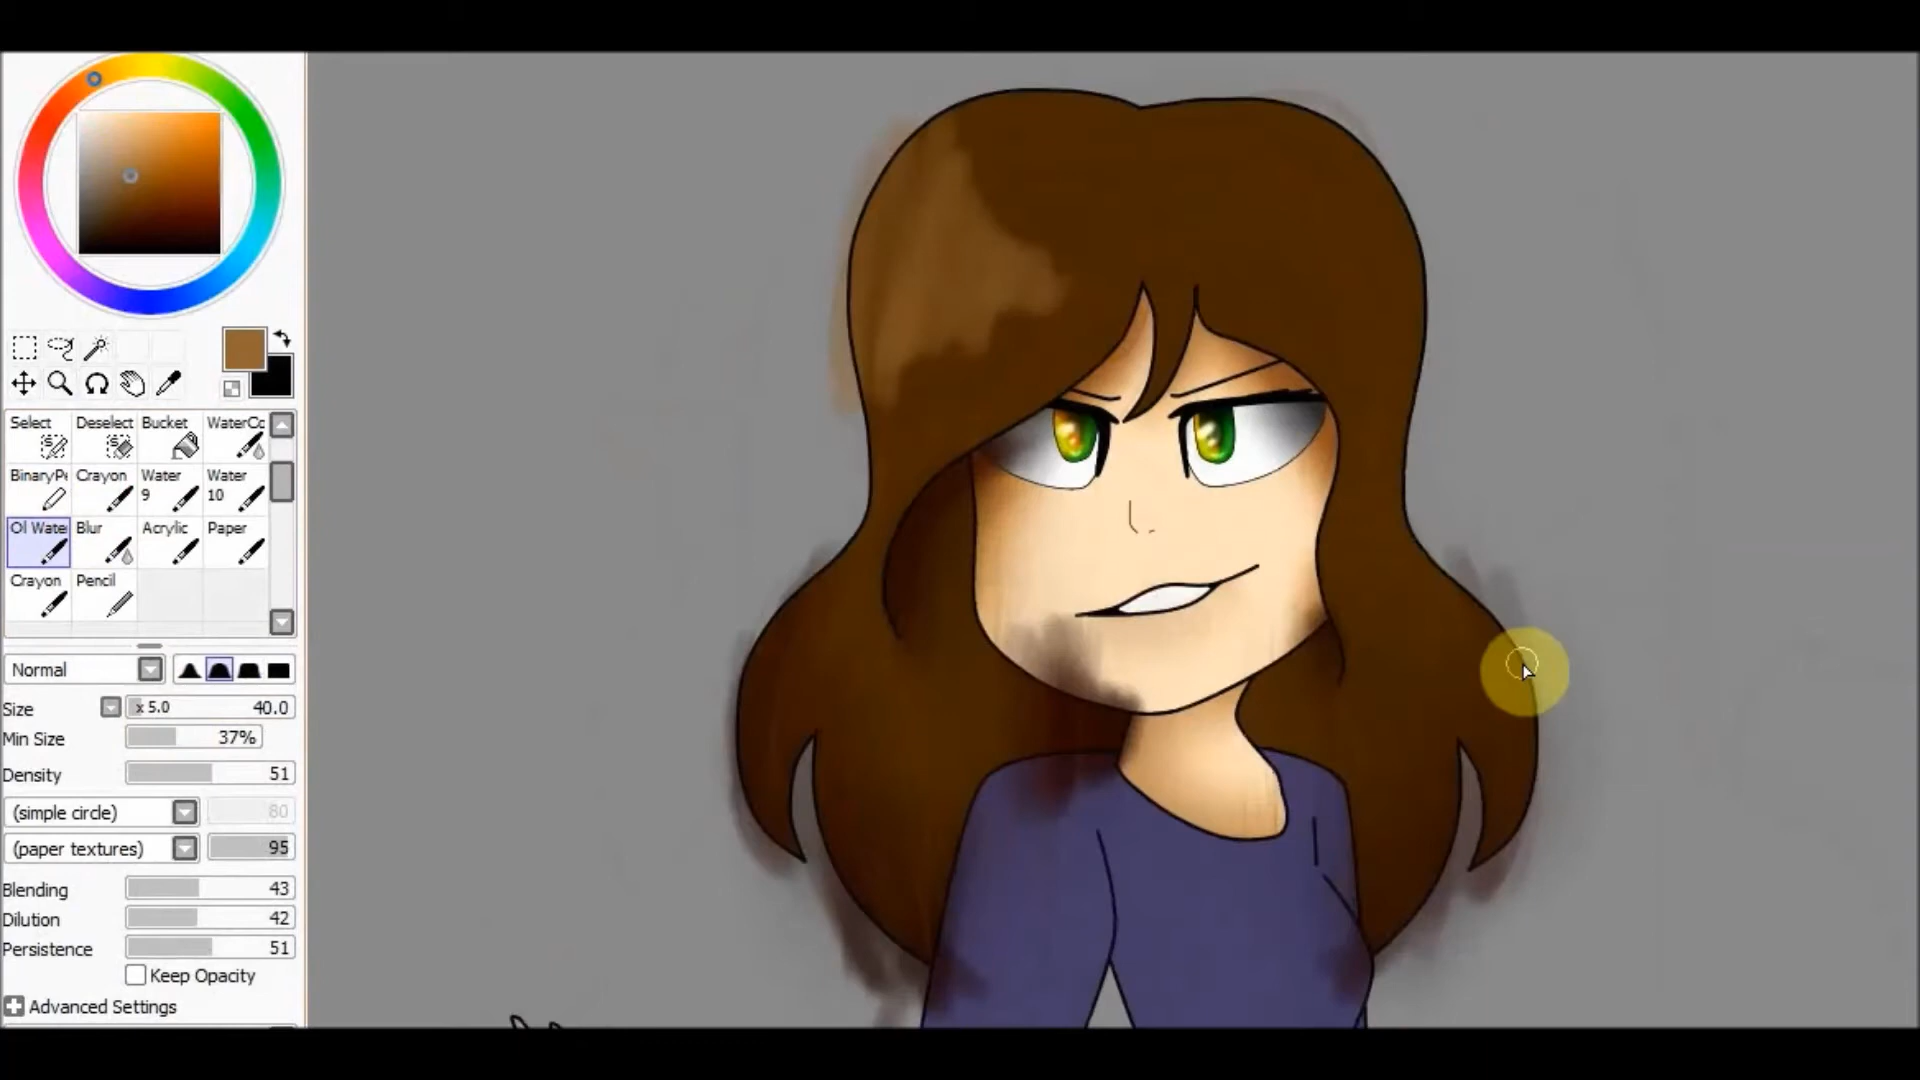 Select Deselect Bucket WaterCo
BinaryPe Crayon Water 9 Water 10
Ol Wate Blur Acrylic Paper
Crayon Pencil
Normal
Size x 5.0 40.0
Min Size 37%
Density 51
(simple circle) 80
(paper textures) 95
Blending 43
Dilution 42
Persistence 51
Keep Opacity
Advanced Settings